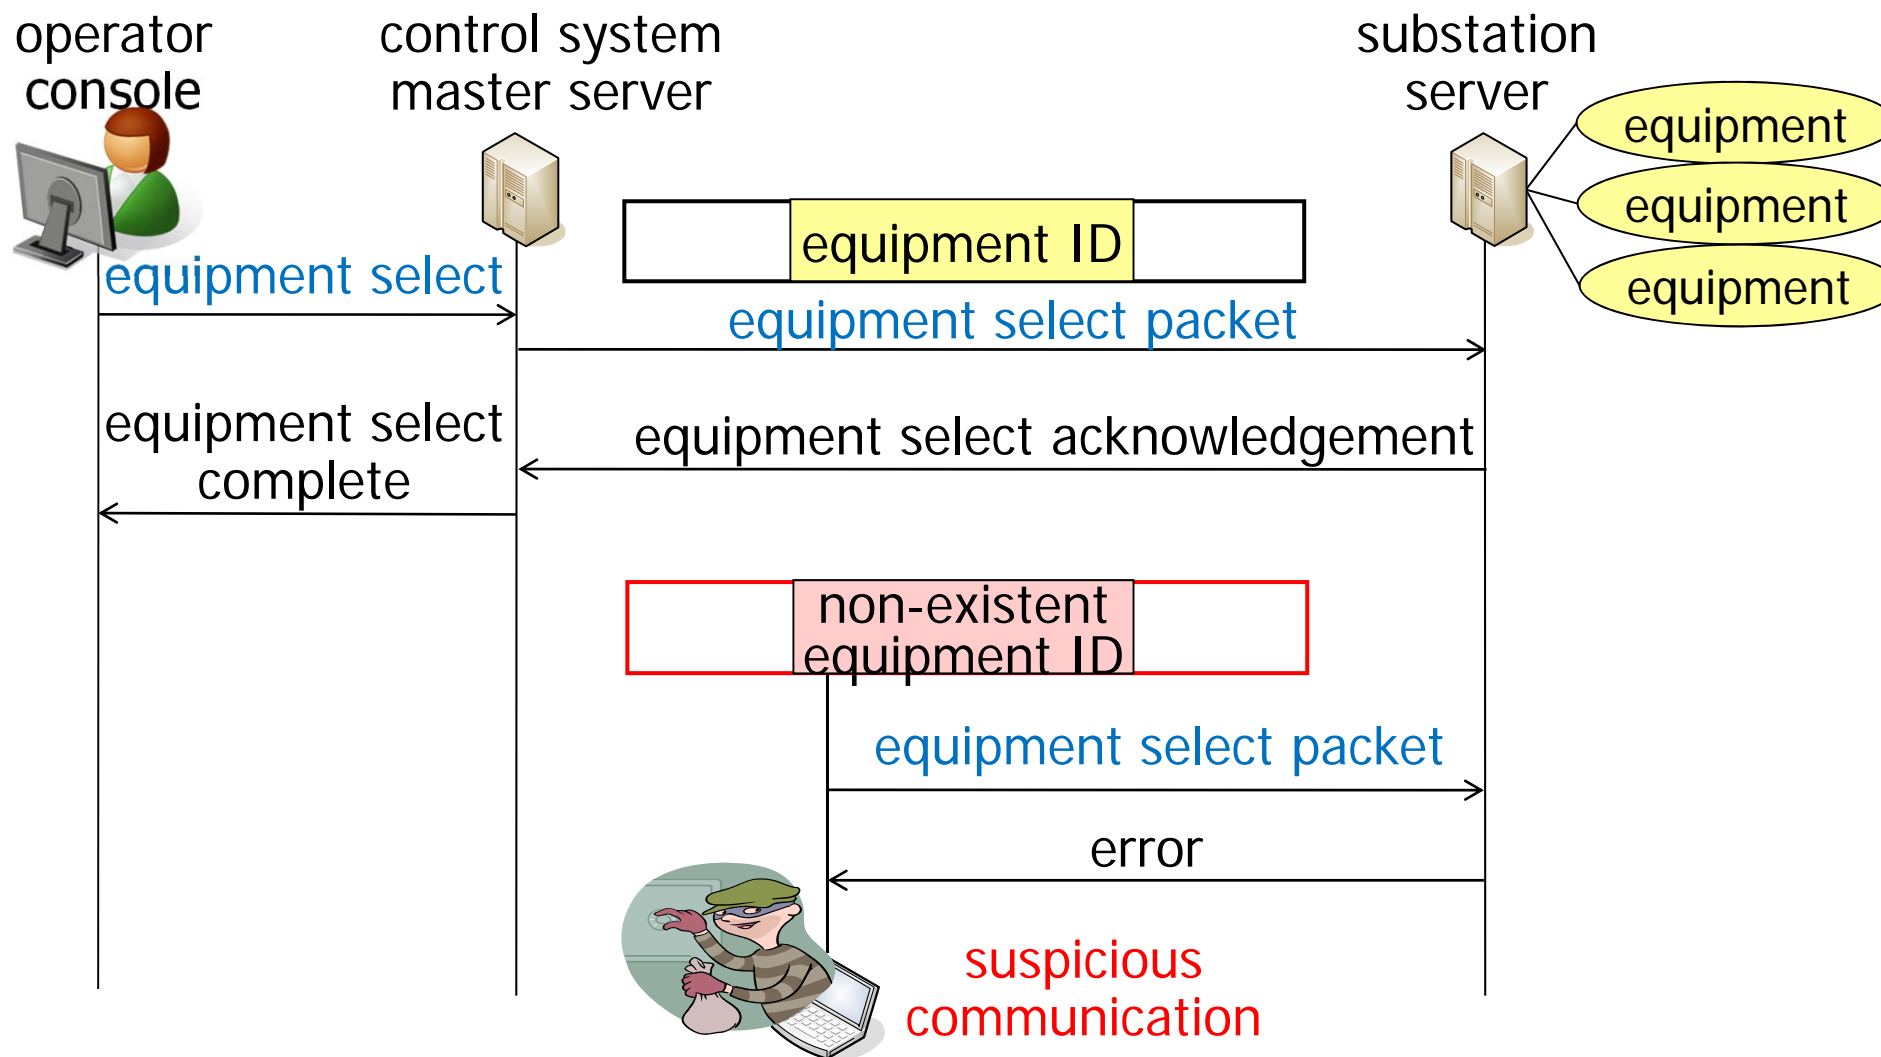 operator
console
control system
master server
substation
server
equipment
equipment
equipment
equipment ID
equipment select
equipment select packet
equipment select
complete
equipment select acknowledgement
non-existent
equipment ID
equipment select packet
error
suspicious
communication